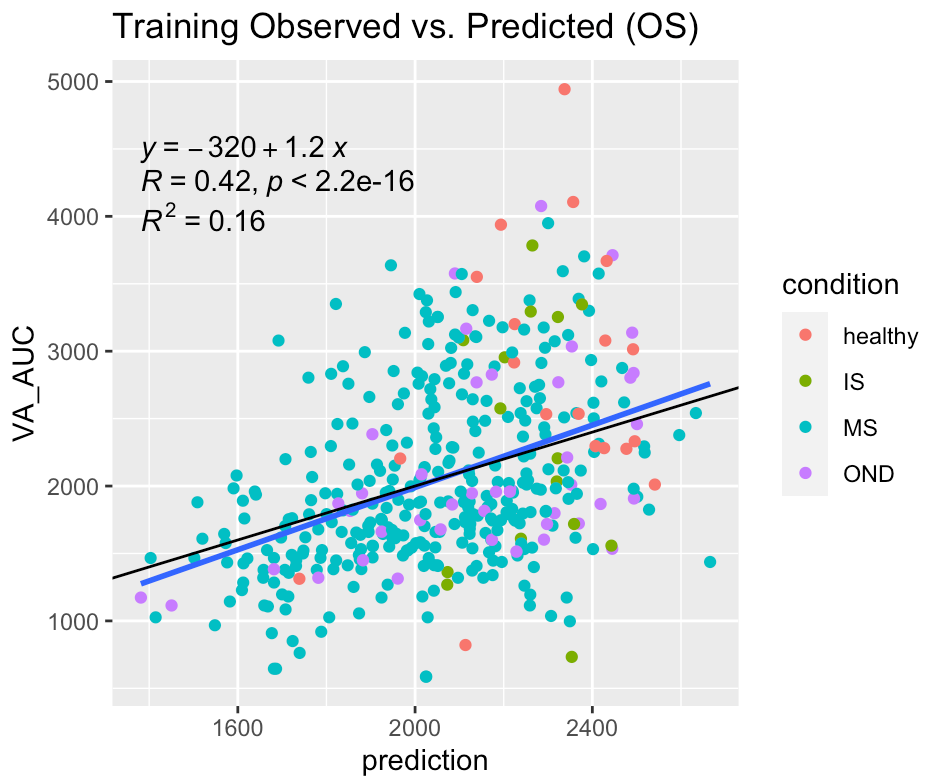 Training Observed vs. Predicted (OS)
y = −320 + 1.2 x
R = 0.42, p < 2.2e-16
R² = 0.16
5000
4000
3000
2000
1000
VA_AUC
1600 2000 2400
prediction
condition
healthy
IS
MS
OND